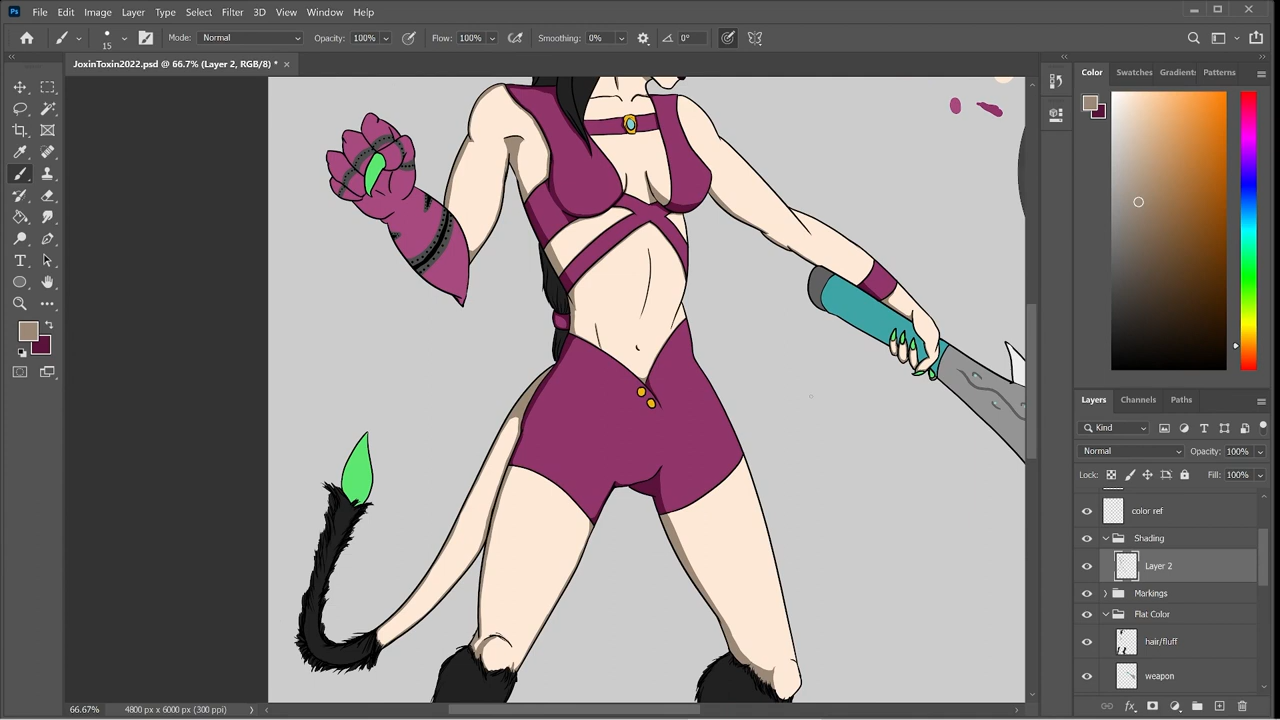 Ps File Edit Image Layer Type Select Filter 3D View Window Help
15 Mode: Normal Opacity: 100% Flow: 100% Smoothing: 0% 0°
JoxinToxin2022.psd @ 66.7% (Layer 2, RGB/8) *
Color Swatches Gradient Patterns
Layers Channels Paths
Kind
Normal Opacity: 100%
Lock: Fill: 100%
color ref
Shading
Layer 2
Markings
Flat Color
hair/fluff
weapon
66.67% 4800 px x 6000 px (300 ppi)